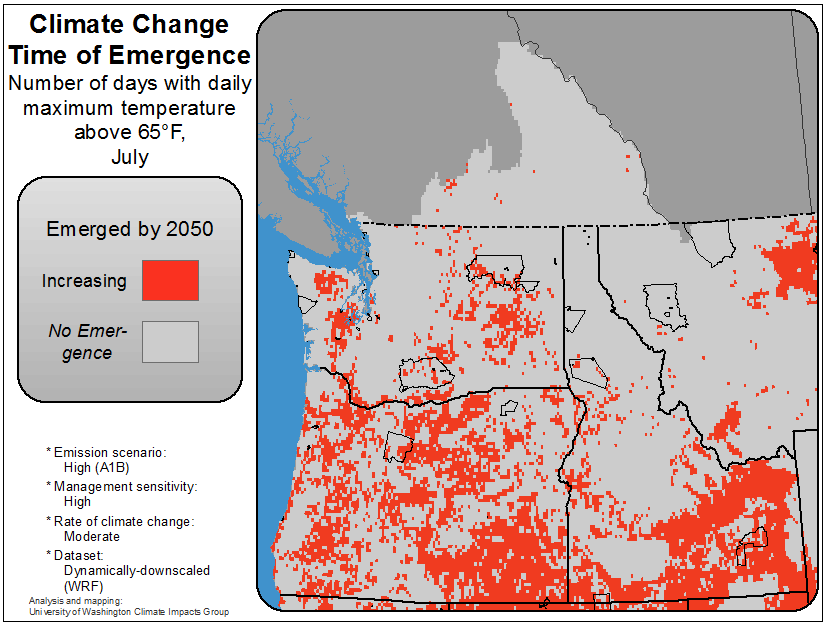 Climate Change
Time of Emergence
Number of days with daily
maximum temperature
above 65°F,
July
Emerged by 2050
Increasing
No Emer-
gence
* Emission scenario:
High (A1B)
* Management sensitivity:
High
* Rate of climate change:
Moderate
* Dataset:
Dynamically-downscaled
(WRF)
Analysis and mapping:
University of Washington Climate Impacts Group